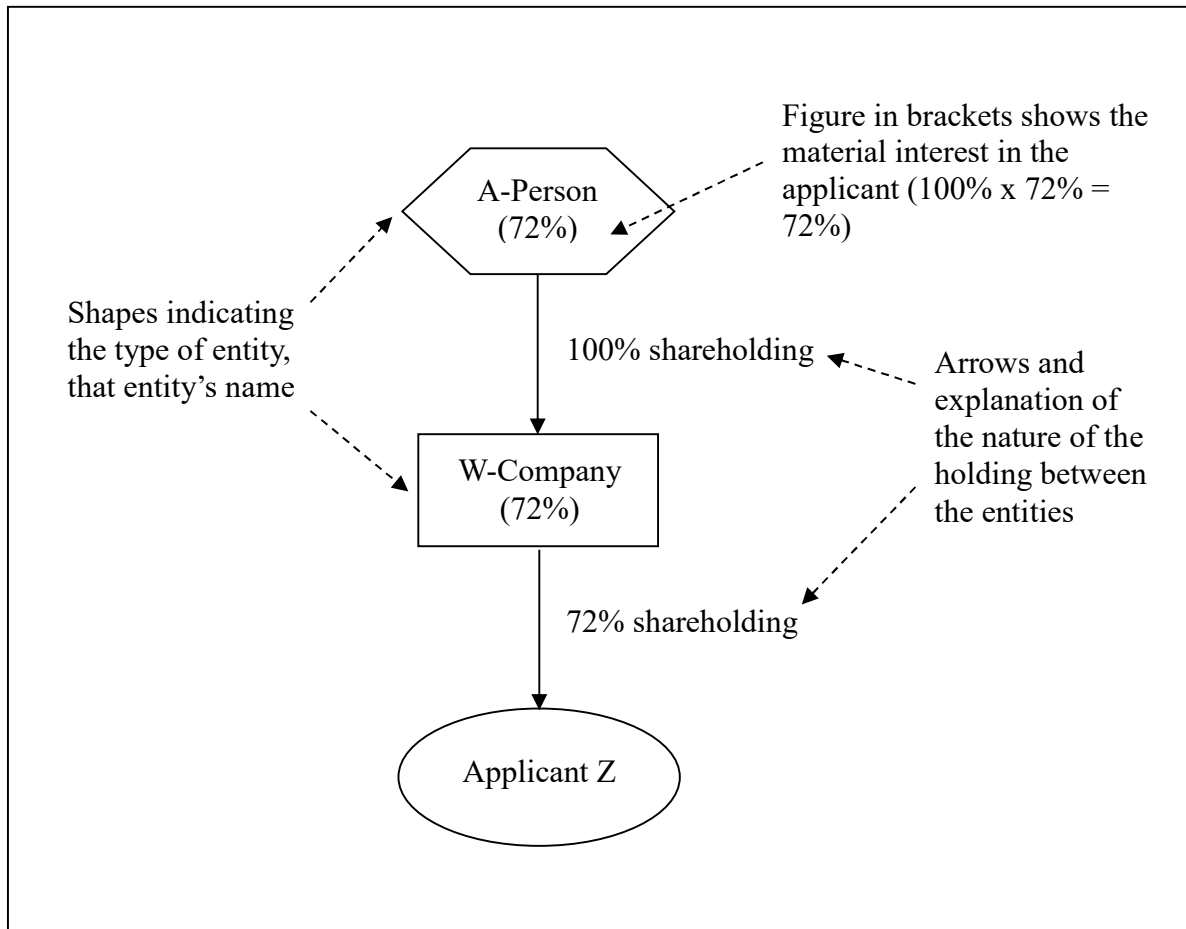 Figure in brackets shows the
material interest in the
applicant (100% x 72% =
72%)
A-Person
(72%)
Shapes indicating
the type of entity,
that entity’s name
100% shareholding
Arrows and
explanation of
the nature of the
holding between
the entities
W-Company
(72%)
72% shareholding
Applicant Z